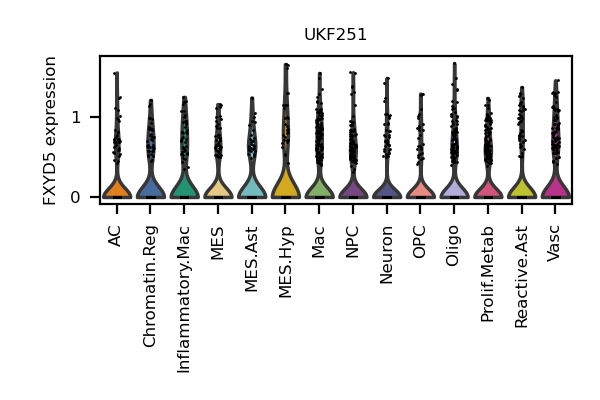 UKF251
FXYD5 expression
1
0
AC
Chromatin.Reg
Inflammatory.Mac
MES
MES.Ast
MES.Hyp
Mac
NPC
Neuron
OPC
Oligo
Prolif.Metab
Reactive.Ast
Vasc